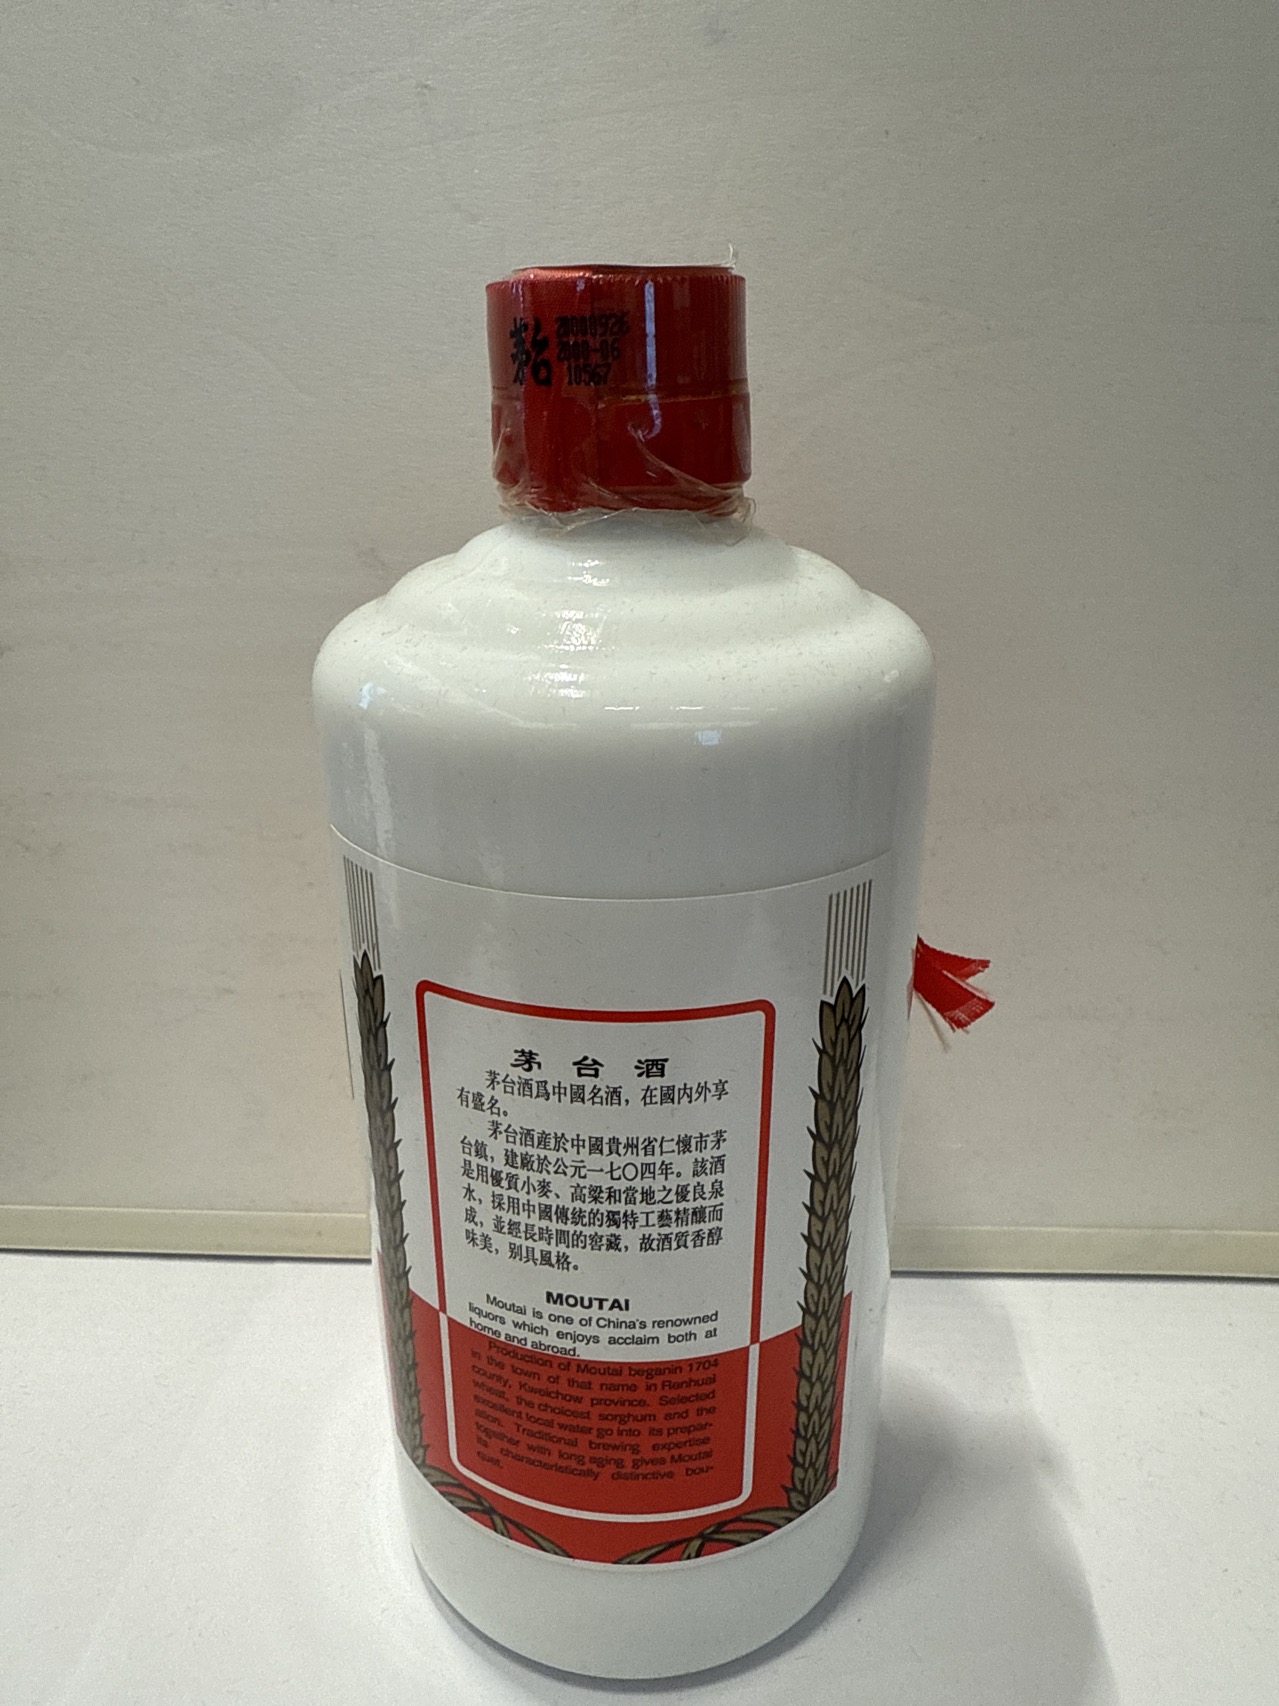 茅台
20000926
2000-06
10567
茅台酒
茅台酒爲中國名酒，在國内外享
有盛名。
茅台酒産於中國貴州省仁懷市茅
台鎮，建廠於公元一七〇四年。該酒
是用優質小麥、高粱和當地之優良泉
水，採用中國傳統的獨特工藝精釀而
成，並經長時間的窖藏，故酒質香醇
味美，别具風格。
MOUTAI
Moutai is one of China's renowned
liquors which enjoys acclaim both at
home and abroad.
Production of Moutai beganin 1704
in the town of that name in Renhuai
county, Kweichow province. Selected
wheat, the choicest sorghum and the
excellent local water go into its prepar-
ation. Traditional brewing expertise
together with long aging gives Moutai
its characteristically distinctive bou-
quet.